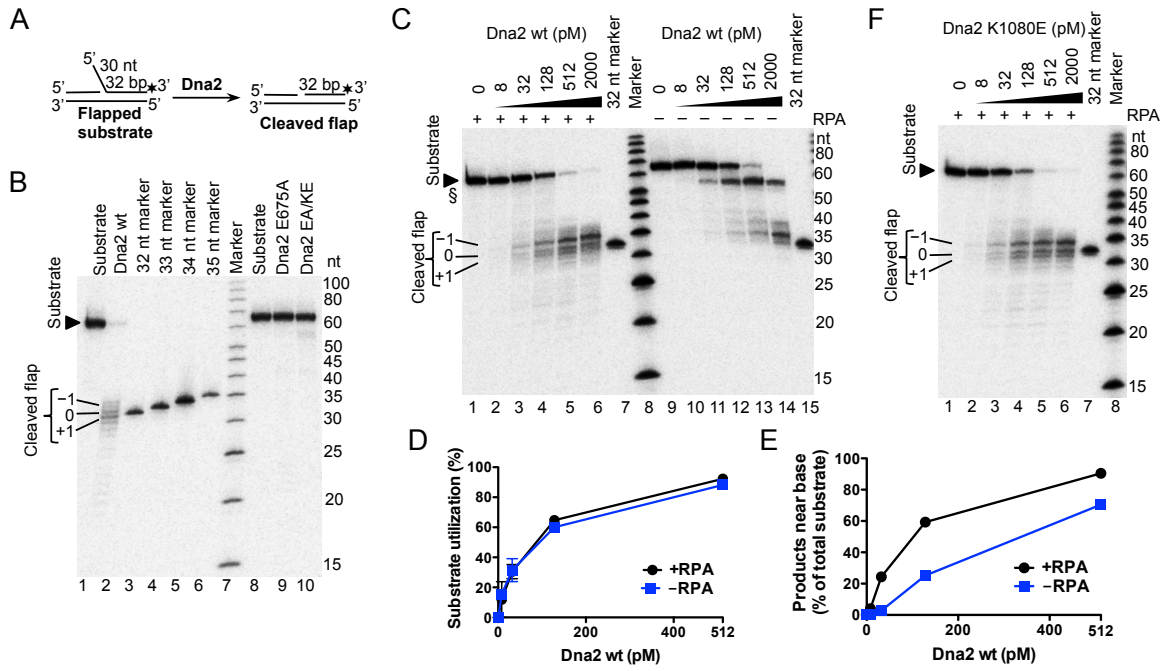 A
5'
30 nt
5'
32 bp
3'
3'
5'
Flapped
substrate
Dna2
5'
32 bp
3'
3'
5'
Cleaved flap
B
Substrate
Dna2 wt
32 nt marker
33 nt marker
34 nt marker
35 nt marker
Marker
Substrate
Dna2 E675A
Dna2 EA/KE
nt
Substrate
Cleaved flap
−1
0
+1
100
80
60
50
45
40
35
30
25
20
15
1 2 3 4 5 6 7 8 9 10
C
Dna2 wt (pM)
Dna2 wt (pM)
0 8 32 128 512 2000 32 nt marker Marker 0 8 32 128 512 2000 32 nt marker
+ + + + + + − − − − − − RPA
nt
Substrate
§
Cleaved flap
−1
0
+1
80
60
50
40
35
30
25
20
15
1 2 3 4 5 6 7 8 9 10 11 12 13 14 15
F
Dna2 K1080E (pM)
0 8 32 128 512 2000 32 nt marker Marker
+ + + + + + RPA
nt
Substrate
Cleaved flap
−1
0
+1
80
60
50
45
40
35
30
25
20
15
1 2 3 4 5 6 7 8
D
Substrate utilization (%)
100
80
60
40
20
0
+RPA
−RPA
0 200 400 512
Dna2 wt (pM)
E
Products near base
(% of total substrate)
100
80
60
40
20
0
+RPA
−RPA
0 200 400 512
Dna2 wt (pM)